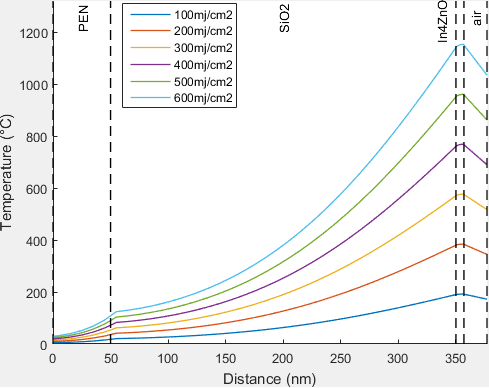 PEN
SiO2
In4ZnO
air
100mj/cm2
200mj/cm2
300mj/cm2
400mj/cm2
500mj/cm2
600mj/cm2
1200
1000
800
600
400
200
0
Temperature (°C)
0
50
100
150
200
250
300
350
Distance (nm)